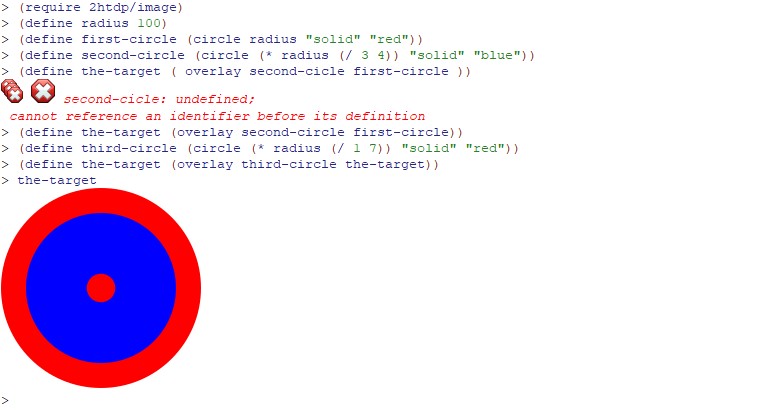 > (require 2htdp/image)
> (define radius 100)
> (define first-circle (circle radius "solid" "red"))
> (define second-circle (circle (* radius (/ 3 4)) "solid" "blue"))
> (define the-target ( overlay second-cicle first-circle ))
second-cicle: undefined;
cannot reference an identifier before its definition
> (define the-target (overlay second-circle first-circle))
> (define third-circle (circle (* radius (/ 1 7)) "solid" "red"))
> (define the-target (overlay third-circle the-target))
> the-target
>